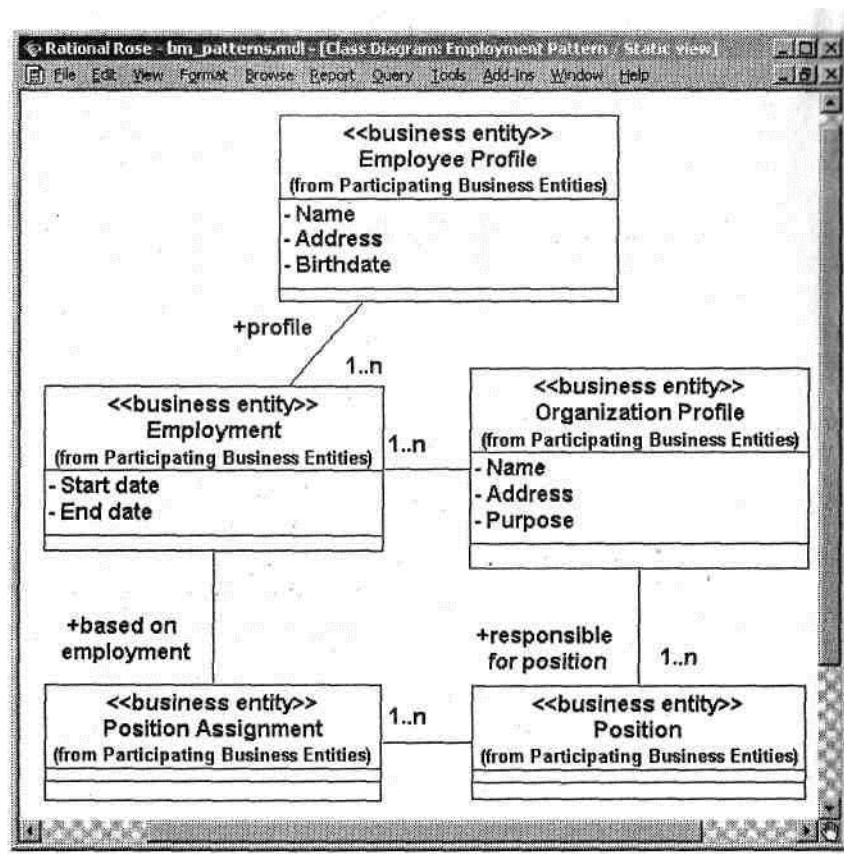 Rational Rose - bm_patterns.mdl - [Class Diagram: Employment Pattern / Static view]
File Edit View Format Browse Report Query Tools Add-Ins Window Help
<<business entity>>
Employee Profile
(from Participating Business Entities)
- Name
- Address
- Birthdate
+profile
1..n
<<business entity>>
Employment
(from Participating Business Entities)
- Start date
- End date
1..n
<<business entity>>
Organization Profile
(from Participating Business Entities)
- Name
- Address
- Purpose
+based on
employment
+responsible
for position
1..n
<<business entity>>
Position Assignment
(from Participating Business Entities)
1..n
<<business entity>>
Position
(from Participating Business Entities)